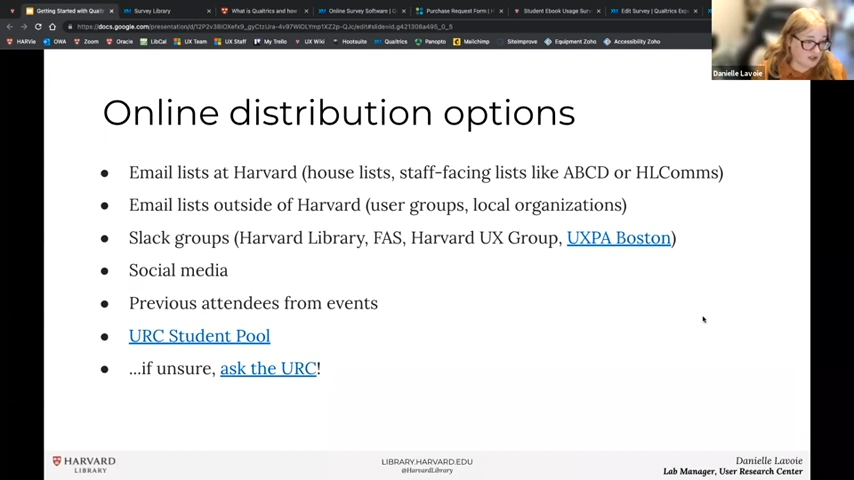 Getting Started with Qualt
Survey Library
What is Qualtrics and how
Online Survey Software | C
Purchase Request Form |
Student Ebook Usage Sur
Edit Survey | Qualtrics Exp
HARVie
OWA
Zoom
Oracle
LibCal
UX Team
UX Staff
My Trello
UX Wiki
Hootsuite
Qualtrics
Panopto
Mailchimp
SiteImprove
Equipment Zoho
Accessibility Zoho
Danielle Lavoie
Online distribution options
● Email lists at Harvard (house lists, staff-facing lists like ABCD or HLComms)
● Email lists outside of Harvard (user groups, local organizations)
● Slack groups (Harvard Library, FAS, Harvard UX Group, UXPA Boston)
● Social media
● Previous attendees from events
● URC Student Pool
● ...if unsure, ask the URC!
HARVARD
LIBRARY
LIBRARY.HARVARD.EDU
@HarvardLibrary
Danielle Lavoie
Lab Manager, User Research Center